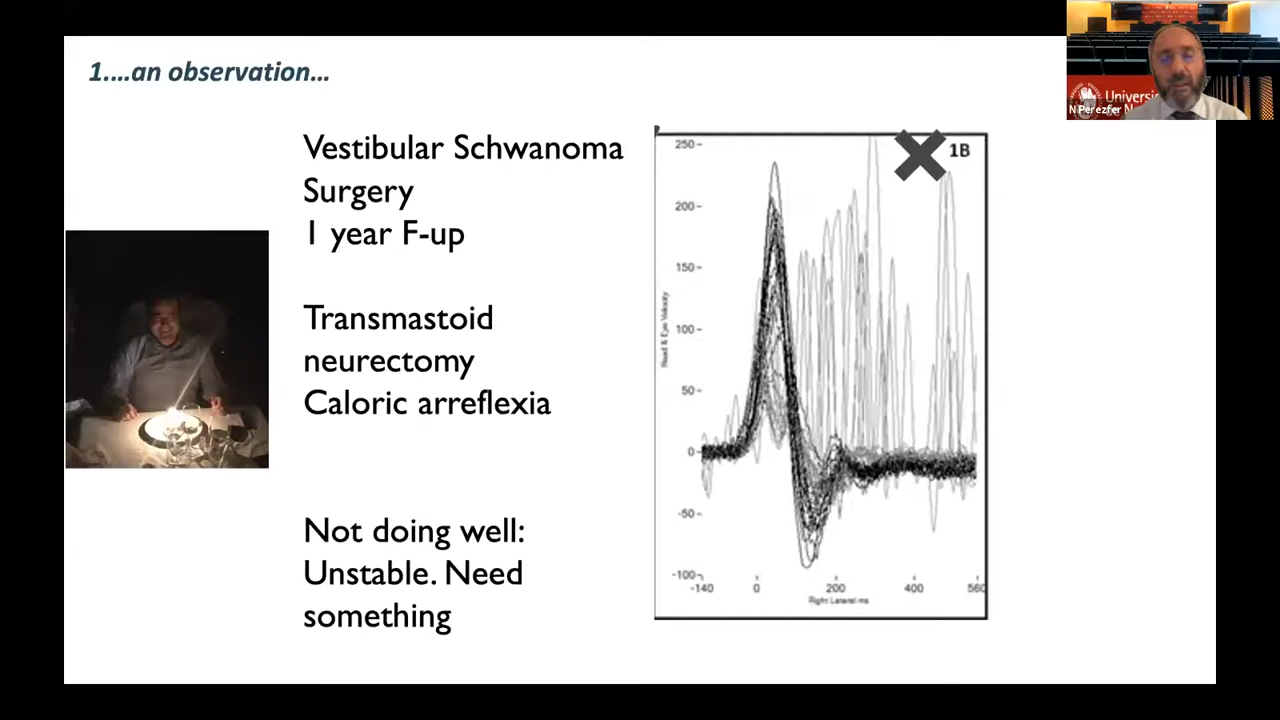 1....an observation...
Vestibular Schwanoma
Surgery
1 year F-up
Transmastoid
neurectomy
Caloric arreflexia
Not doing well:
Unstable. Need
something
1B
250
200
150
100
50
0
-50
-100
Head & Eye Velocity
-140 0 200 400 560
Right Lateral ms
N Perezfer